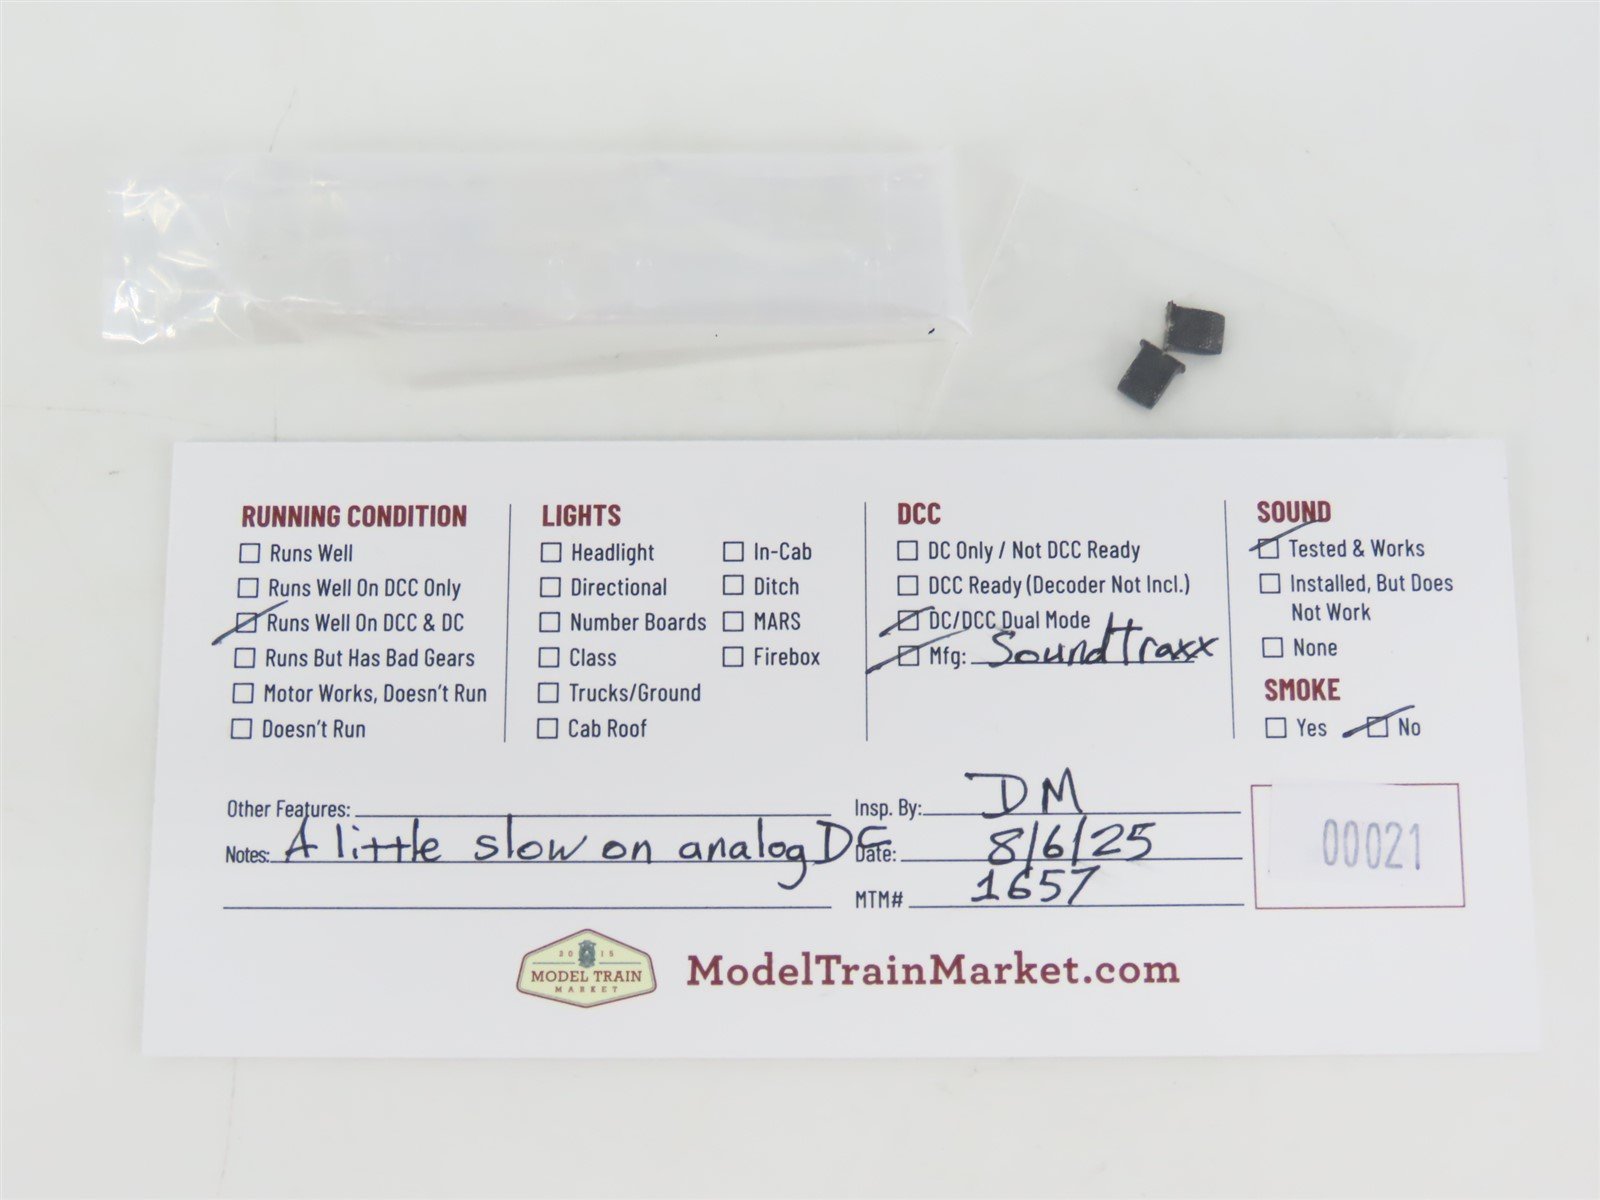 RUNNING CONDITION
Runs Well
Runs Well On DCC Only
Runs Well On DCC & DC
Runs But Has Bad Gears
Motor Works, Doesn't Run
Doesn't Run
LIGHTS
Headlight
Directional
Number Boards
Class
Trucks/Ground
Cab Roof
In-Cab
Ditch
MARS
Firebox
DCC
DC Only / Not DCC Ready
DCC Ready (Decoder Not Incl.)
DC/DCC Dual Mode
Mfg: SoundTraxx
SOUND
Tested & Works
Installed, But Does
Not Work
None
SMOKE
Yes No
Other Features:
Notes: A little slow on analog DC
Insp. By: DM
Date: 8/6/25
MTM# 1657
00021
2015
MODEL TRAIN
MARKET
ModelTrainMarket.com